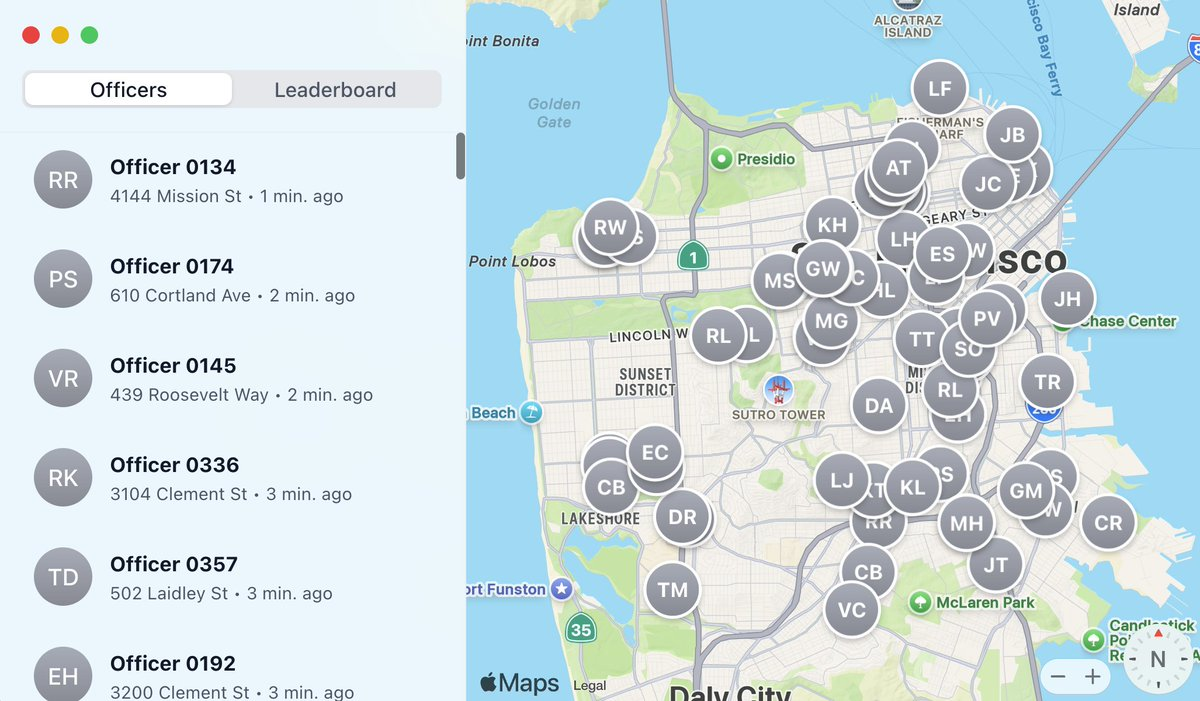 Officers
Leaderboard
RR
Officer 0134
4144 Mission St • 1 min. ago
PS
Officer 0174
610 Cortland Ave • 2 min. ago
VR
Officer 0145
439 Roosevelt Way • 2 min. ago
RK
Officer 0336
3104 Clement St • 3 min. ago
TD
Officer 0357
502 Laidley St • 3 min. ago
EH
Officer 0192
3200 Clement St • 3 min. ago
Island
ALCATRAZ
ISLAND
cisco Bay Ferry
oint Bonita
Golden
Gate
LF
FISHERMAN'S
WHARF
JB
Presidio
AT
JC
GEARY ST
RW
KH
LH
ES
W
Point Lobos
1
isco
MS
GW
C
HL
JH
Chase Center
PV
MG
LINCOLN W
RL
L
TT
SO
SUNSET
DISTRICT
TR
SUTRO TOWER
DA
RL
Beach
280
EC
CB
LJ
KT
KL
GM
S
W
LAKESHORE
DR
RR
MH
CR
JT
CB
TM
VC
ort Funston
McLaren Park
35
Candlestick
N
Maps
Legal
Daly City
− +